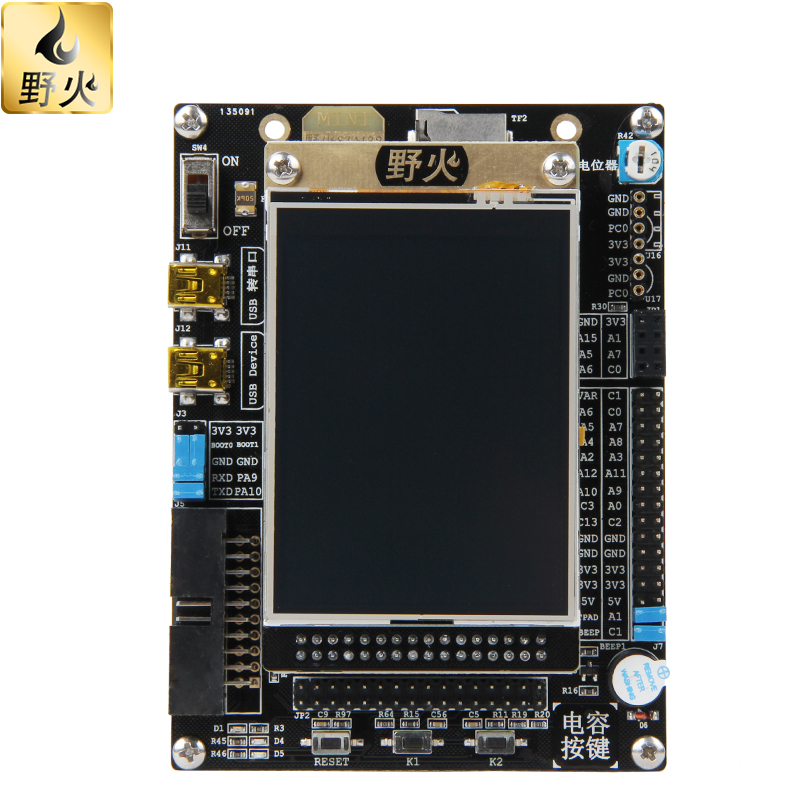 野火
135091
MINI
TF2
R42
SW4
ON
OFF
野火
电位器
GND
GND
PC0
3V3
3V3
GND
PC0
U16
U17
J11
USB 转串口
J12
USB Device
R30
GND 3V3
A15 A1
A5 A7
A6 C0
J3
3V3 3V3
BOOT0 BOOT1
GND GND
RXD PA9
TXD PA10
J5
C1
A6 C0
A5 A7
A4 A8
A2 A3
A12 A11
A10 A9
C3 A0
C13 C2
GND GND
GND GND
3V3 3V3
3V3 3V3
5V 5V
TPAD A1
BEEP C1
BEEP1 J7
REMOVE
AFTER
WASHING
R16
D6
JP2 C9 R97 R64 R15 C56 C5 R11 R19 R20
D1 R3
R45 D4
R46 D5
RESET K1 K2
电容
按键